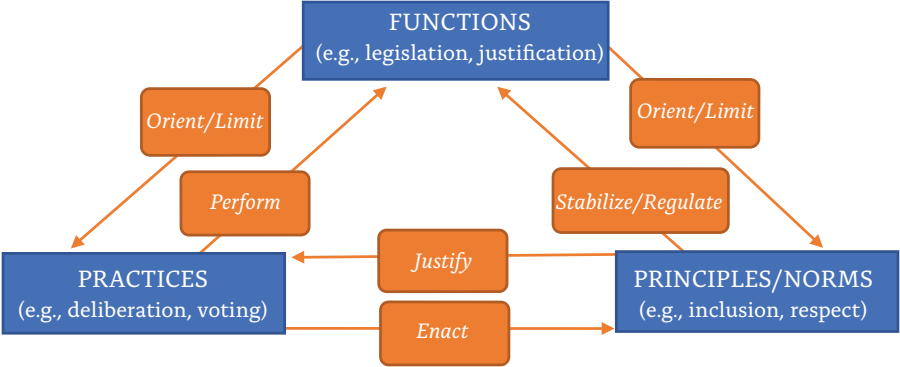 FUNCTIONS
(e.g., legislation, justification)
Orient/Limit
Orient/Limit
Perform
Stabilize/Regulate
Justify
PRACTICES
(e.g., deliberation, voting)
PRINCIPLES/NORMS
(e.g., inclusion, respect)
Enact